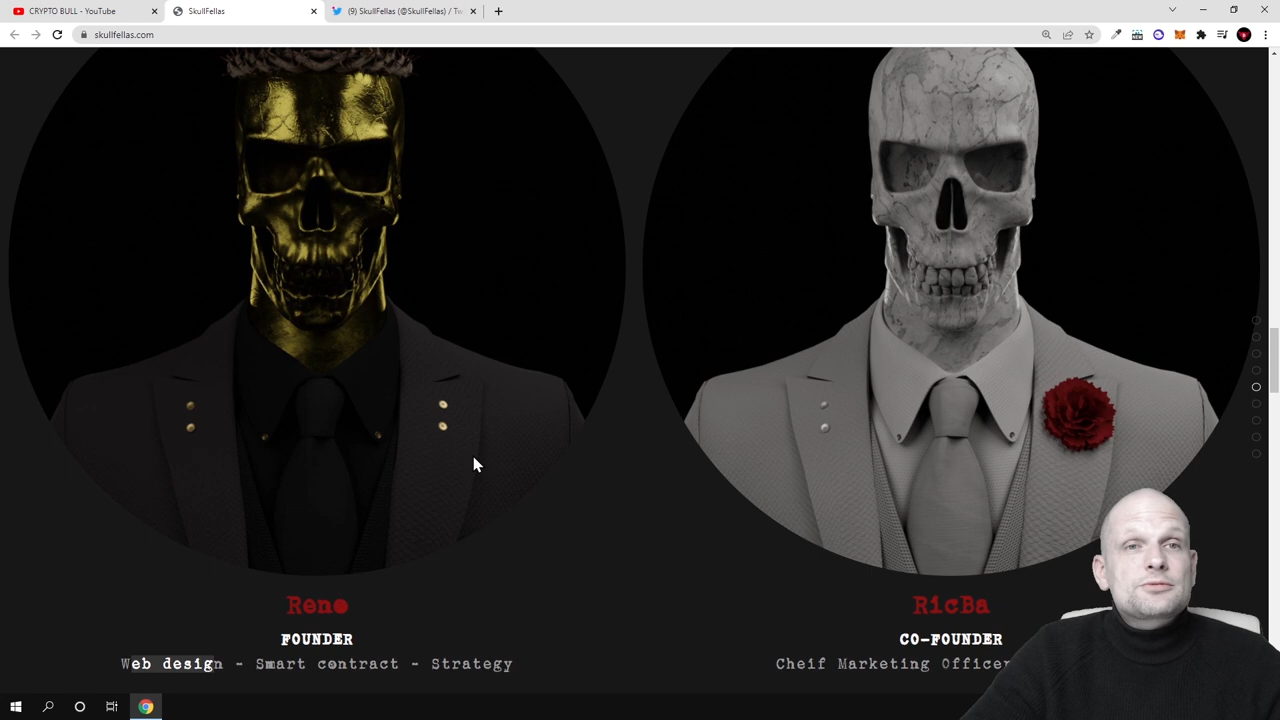 CRYPTO BULL - YouTube
SkullFellas
(9) SkullFellas (@SkullFellas) / Tw
skullfellas.com
Reno
RicBa
FOUNDER
CO-FOUNDER
Web design - Smart contract - Strategy
Cheif Marketing Officer